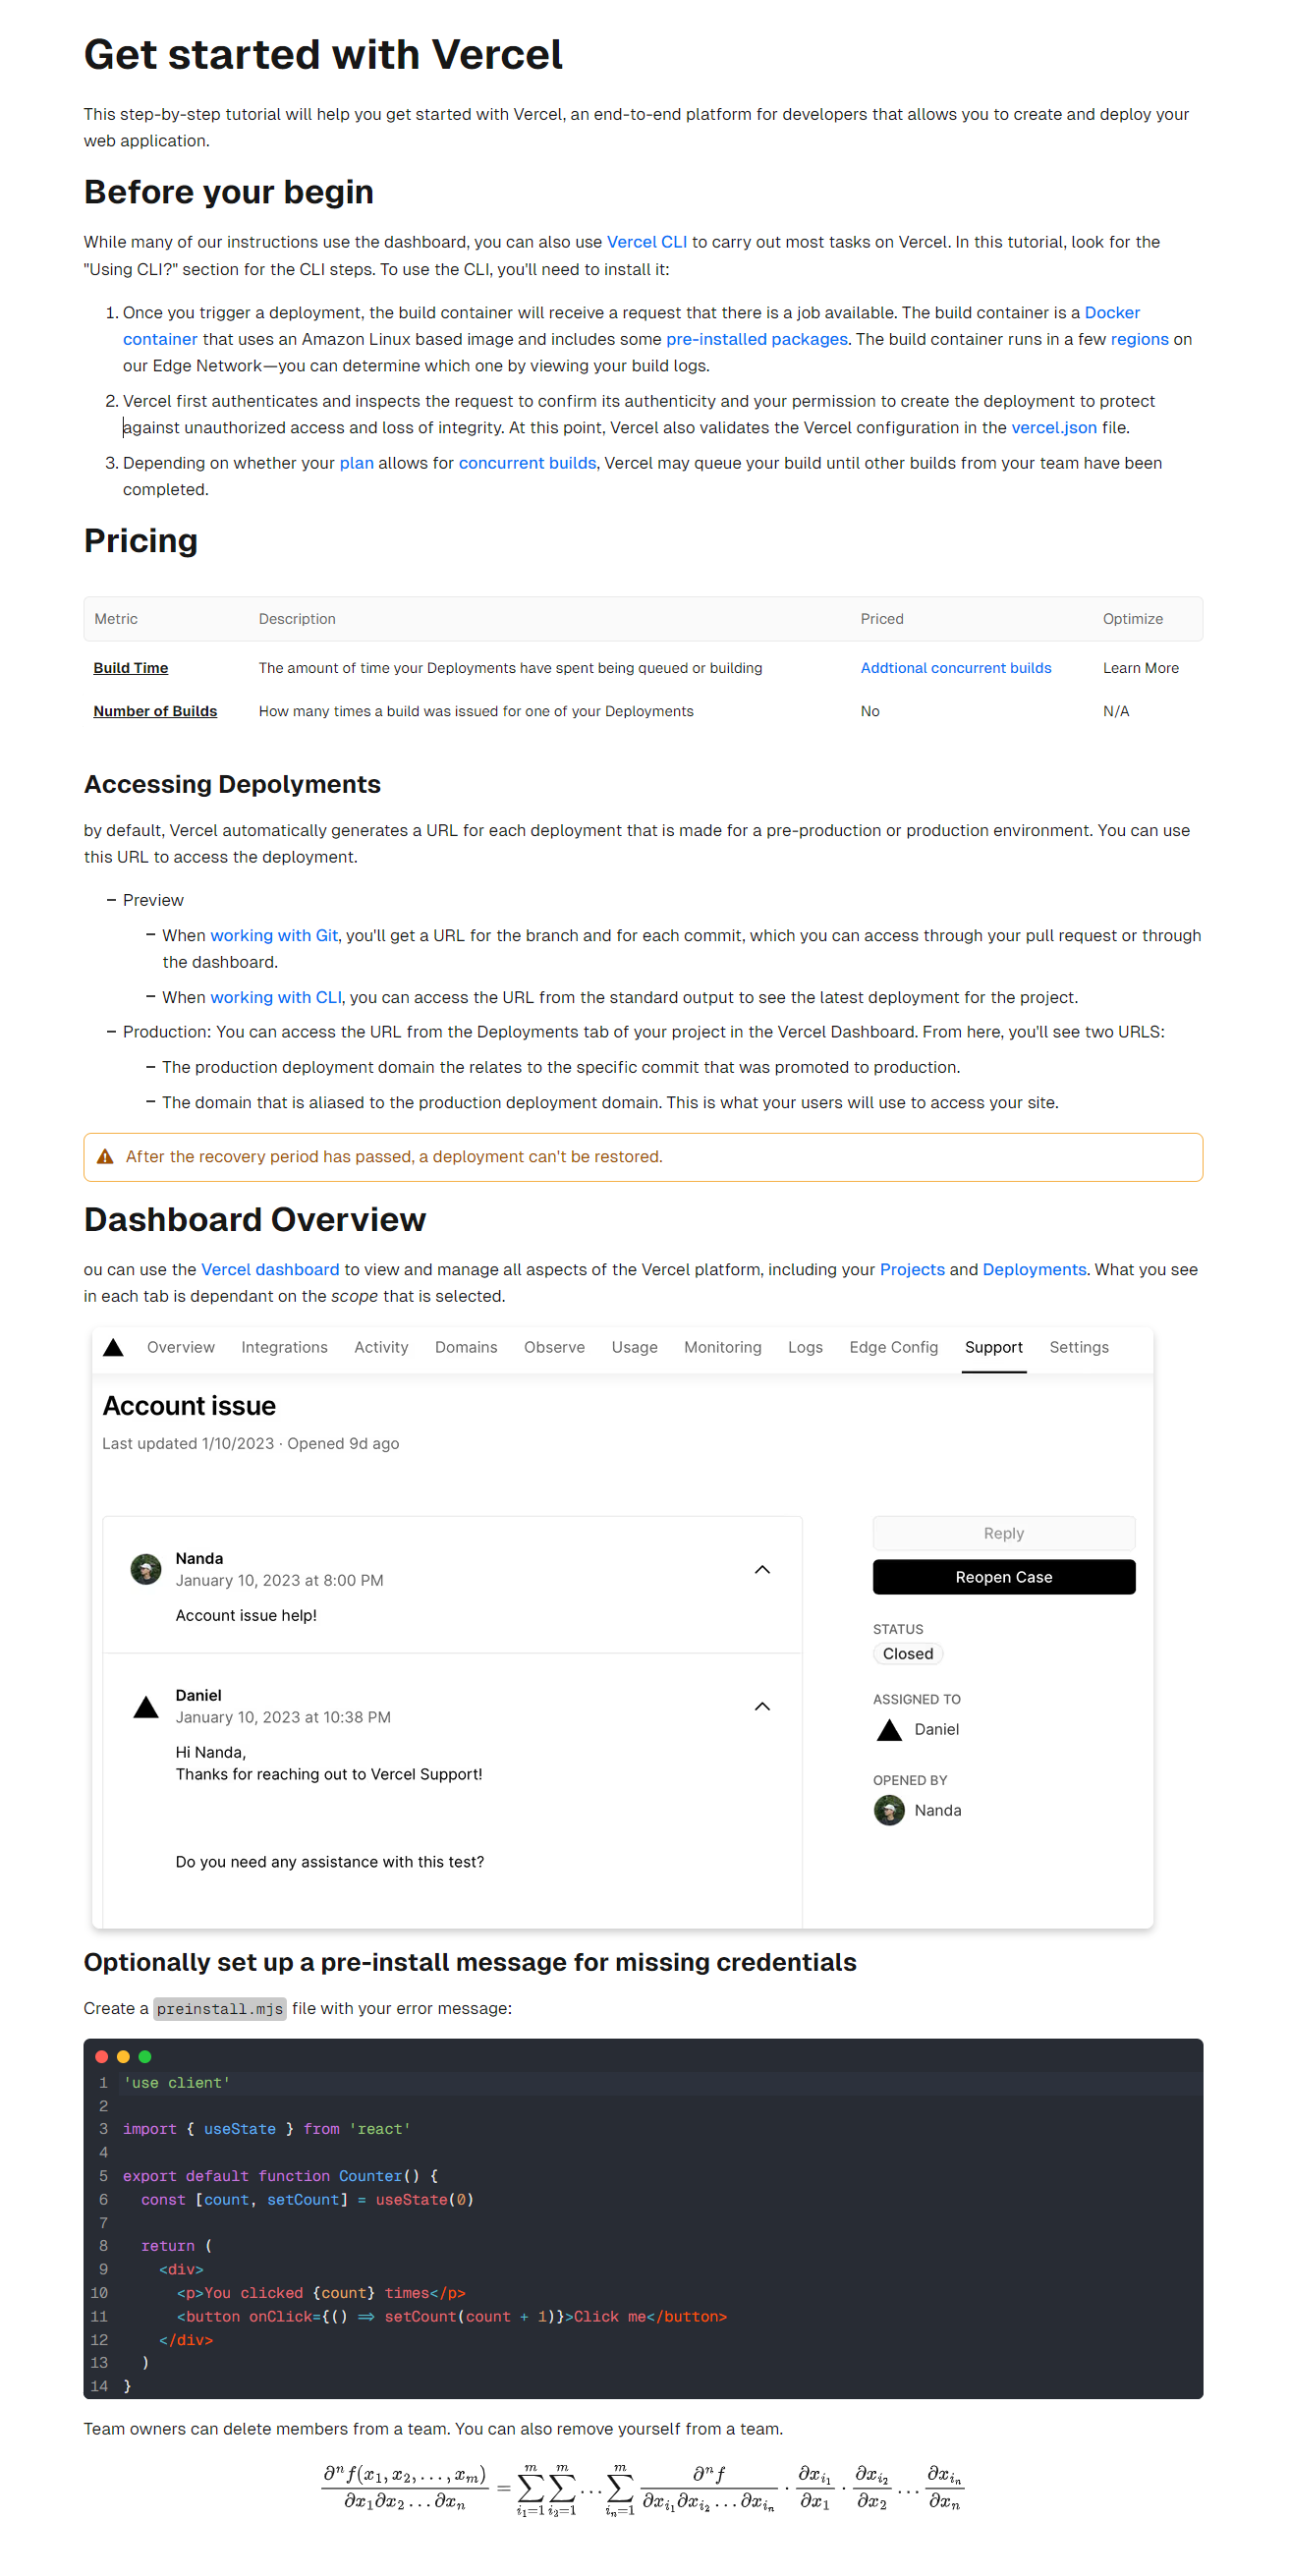 Get started with Vercel
This step-by-step tutorial will help you get started with Vercel, an end-to-end platform for developers that allows you to create and deploy your
web application.
Before your begin
While many of our instructions use the dashboard, you can also use Vercel CLI to carry out most tasks on Vercel. In this tutorial, look for the
"Using CLI?" section for the CLI steps. To use the CLI, you'll need to install it:
1. Once you trigger a deployment, the build container will receive a request that there is a job available. The build container is a Docker
container that uses an Amazon Linux based image and includes some pre-installed packages. The build container runs in a few regions on
our Edge Network—you can determine which one by viewing your build logs.
2. Vercel first authenticates and inspects the request to confirm its authenticity and your permission to create the deployment to protect
against unauthorized access and loss of integrity. At this point, Vercel also validates the Vercel configuration in the vercel.json file.
3. Depending on whether your plan allows for concurrent builds, Vercel may queue your build until other builds from your team have been
completed.
Pricing
Metric Description Priced Optimize
Build Time The amount of time your Deployments have spent being queued or building Addtional concurrent builds Learn More
Number of Builds How many times a build was issued for one of your Deployments No N/A
Accessing Depolyments
by default, Vercel automatically generates a URL for each deployment that is made for a pre-production or production environment. You can use
this URL to access the deployment.
– Preview
– When working with Git, you'll get a URL for the branch and for each commit, which you can access through your pull request or through
the dashboard.
– When working with CLI, you can access the URL from the standard output to see the latest deployment for the project.
– Production: You can access the URL from the Deployments tab of your project in the Vercel Dashboard. From here, you'll see two URLS:
– The production deployment domain the relates to the specific commit that was promoted to production.
– The domain that is aliased to the production deployment domain. This is what your users will use to access your site.
After the recovery period has passed, a deployment can't be restored.
Dashboard Overview
ou can use the Vercel dashboard to view and manage all aspects of the Vercel platform, including your Projects and Deployments. What you see
in each tab is dependant on the scope that is selected.
Overview Integrations Activity Domains Observe Usage Monitoring Logs Edge Config Support Settings
Account issue
Last updated 1/10/2023 · Opened 9d ago
Nanda
January 10, 2023 at 8:00 PM
Account issue help!
Daniel
January 10, 2023 at 10:38 PM
Hi Nanda,
Thanks for reaching out to Vercel Support!
Do you need any assistance with this test?
Reply
Reopen Case
STATUS
Closed
ASSIGNED TO
Daniel
OPENED BY
Nanda
Optionally set up a pre-install message for missing credentials
Create a preinstall.mjs file with your error message:
1 'use client'
2
3 import { useState } from 'react'
4
5 export default function Counter() {
6   const [count, setCount] = useState(0)
7
8   return (
9     <div>
10       <p>You clicked {count} times</p>
11       <button onClick={() => setCount(count + 1)}>Click me</button>
12     </div>
13   )
14 }
Team owners can delete members from a team. You can also remove yourself from a team.
\frac{\partial^n f(x_1, x_2, \ldots, x_m)}{\partial x_1 \partial x_2 \ldots \partial x_n} = \sum_{i_1=1}^{m} \sum_{i_2=1}^{m} \cdots \sum_{i_n=1}^{m} \frac{\partial^n f}{\partial x_{i_1} \partial x_{i_2} \ldots \partial x_{i_n}} \cdot \frac{\partial x_{i_1}}{\partial x_1} \cdot \frac{\partial x_{i_2}}{\partial x_2} \cdots \frac{\partial x_{i_n}}{\partial x_n}